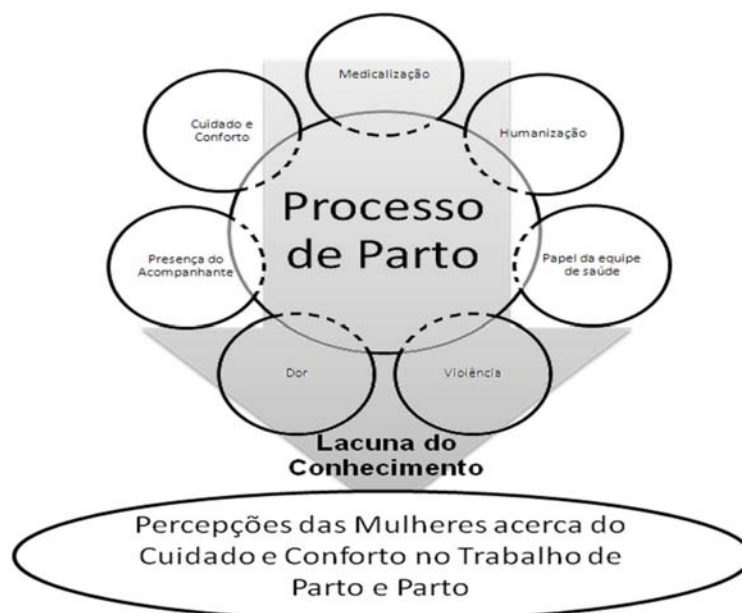 Medicalização
Cuidado e
Conforto
Humanização
Processo
de Parto
Presença do
Acompanhante
Papel da equipe
de saúde
Dor
Violência
Lacuna do
Conhecimento
Percepções das Mulheres acerca do
Cuidado e Conforto no Trabalho de
Parto e Parto